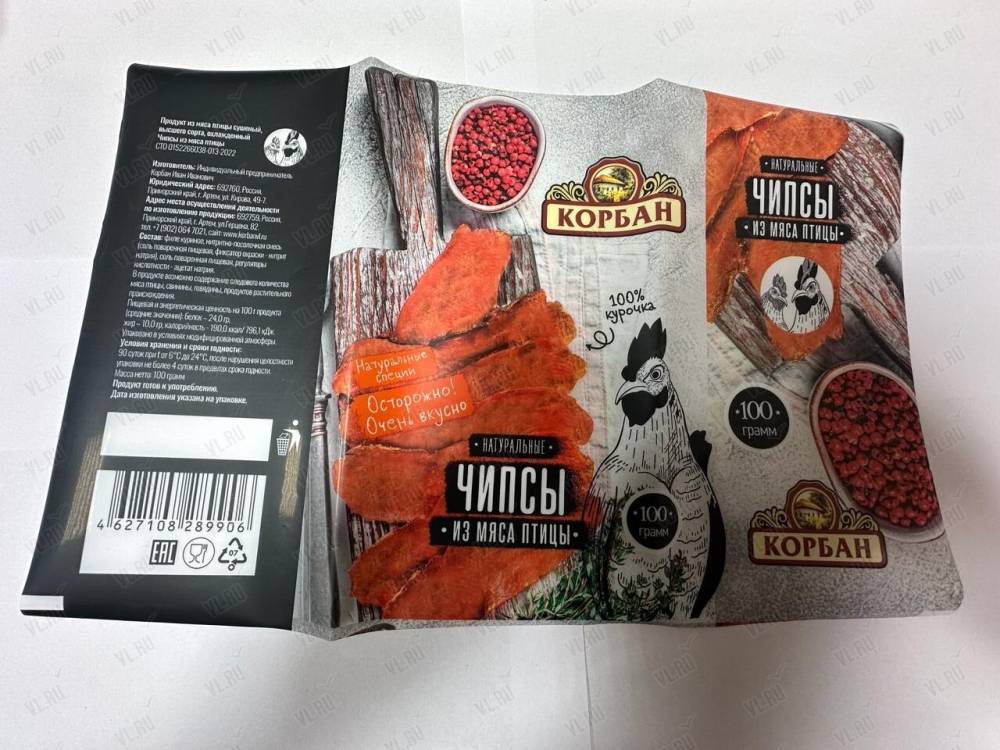 Продукт из мяса птицы сушеный,
высшего сорта, охлажденный
Чипсы из мяса птицы
СТО 0152266038-013-2022
Изготовитель: Индивидуальный предприниматель
Корбан Иван Иванович
Юридический адрес: 692760, Россия,
Приморский край, г. Артем, ул. Кирова, 49-7.
Адрес места осуществления деятельности
по изготовлению продукции: 692759, Россия,
Приморский край, г. Артем, ул.Герцена, 82.
тел. +7 (902) 064 7021, сайт: www.korbanvl.ru
Состав: филе куриное, нитритно-посолочная смесь
(соль поваренная пищевая, фиксатор окраски - нитрит
натрия), соль поваренная пищевая, регуляторы
кислотности - ацетат натрия.
В продукте возможно содержание следового количества
мяса птицы, свинины, говядины, продуктов растительного
происхождения.
Пищевая и энергетическая ценность на 100 г продукта
(средние значения): белок – 24,0 гр,
жир – 10,0 гр, калорийность - 190,0 ккал/ 796,1 кДж.
Упаковано в условиях модифицированной атмосферы.
Условия хранения и сроки годности:
90 суток при t от 6°С до 24°С, после нарушения целостности
упаковки не более 4 суток в пределах срока годности.
Масса нетто: 100 грамм
Продукт готов к употреблению.
Дата изготовления указана на упаковке.
4 627108 289906
EAC
07
КОРБАН
100%
курочка
Натуральные
специи
Осторожно!
Очень вкусно
НАТУРАЛЬНЫЕ
ЧИПСЫ
ИЗ МЯСА ПТИЦЫ
100
грамм
НАТУРАЛЬНЫЕ
ЧИПСЫ
ИЗ МЯСА ПТИЦЫ
100
грамм
КОРБАН
VL.RU